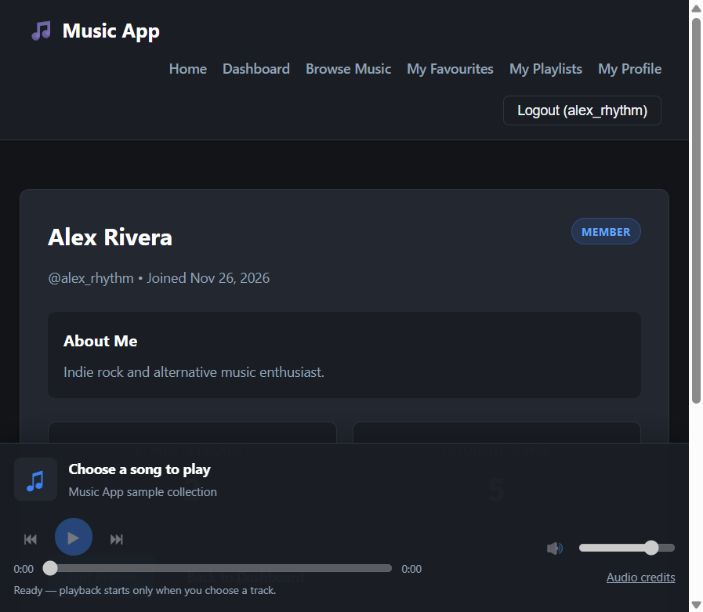 Music App
Home Dashboard Browse Music My Favourites My Playlists My Profile
Logout (alex_rhythm)
Alex Rivera
MEMBER
@alex_rhythm • Joined Nov 26, 2026
About Me
Indie rock and alternative music enthusiast.
5
Choose a song to play
Music App sample collection
0:00
0:00
Ready — playback starts only when you choose a track.
Audio credits